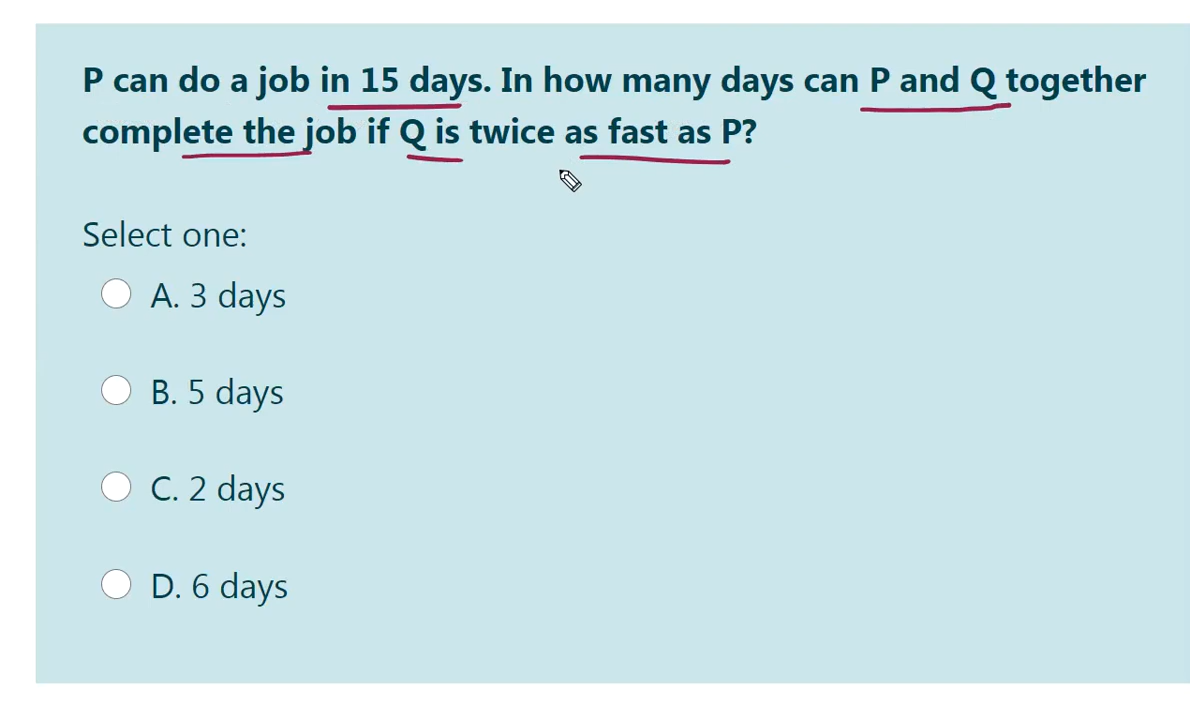 P can do a job in 15 days. In how many days can P and Q together
complete the job if Q is twice as fast as P?
Select one:
A. 3 days
B. 5 days
C. 2 days
D. 6 days